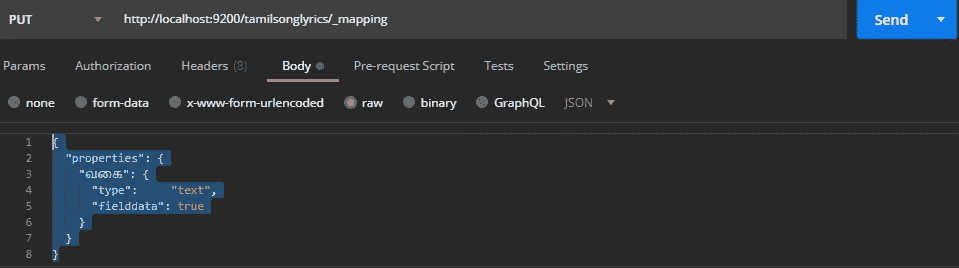 PUT http://localhost:9200/tamilsonglyrics/_mapping Send
Params Authorization Headers (8) Body Pre-request Script Tests Settings
none form-data x-www-form-urlencoded raw binary GraphQL JSON
1 {
2 "properties": {
3 "வகை": {
4 "type": "text",
5 "fielddata": true
6 }
7 }
8 }